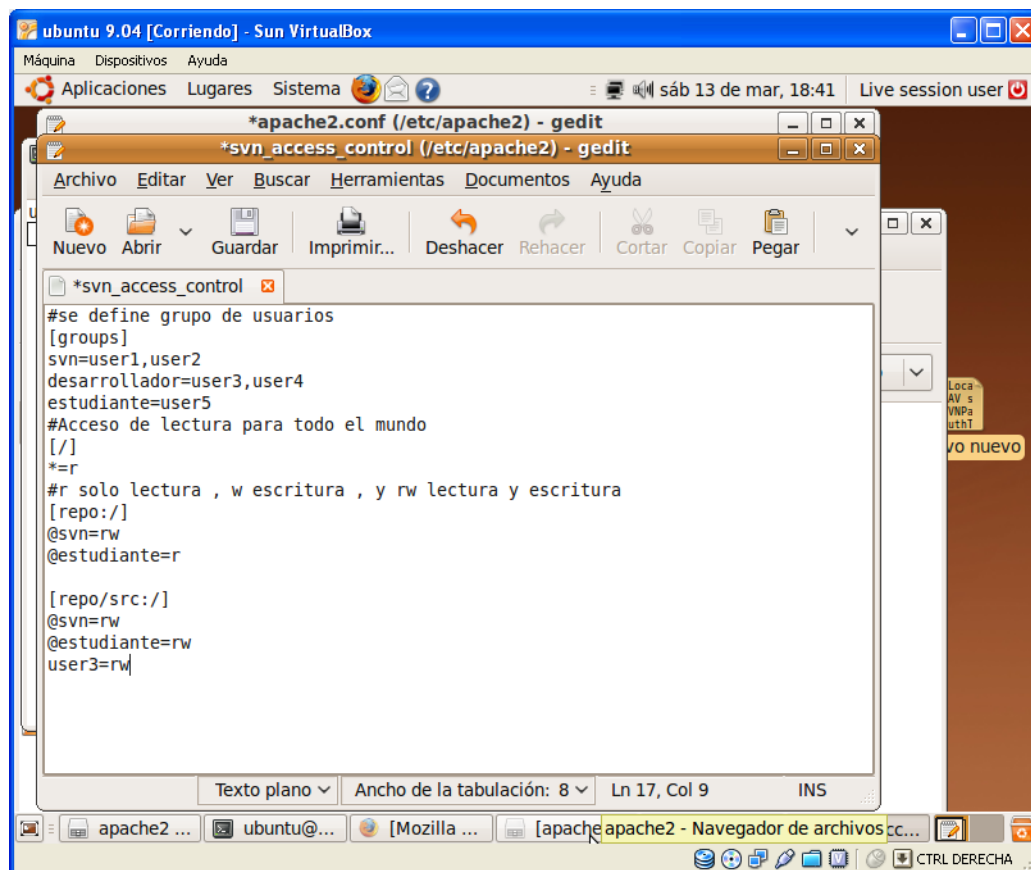 ubuntu 9.04 [Corriendo] - Sun VirtualBox
Máquina Dispositivos Ayuda
Aplicaciones Lugares Sistema sáb 13 de mar, 18:41 Live session user
*apache2.conf (/etc/apache2) - gedit
*svn_access_control (/etc/apache2) - gedit
Archivo Editar Ver Buscar Herramientas Documentos Ayuda
Nuevo Abrir Guardar Imprimir... Deshacer Rehacer Cortar Copiar Pegar
*svn_access_control
#se define grupo de usuarios
[groups]
svn=user1,user2
desarrollador=user3,user4
estudiante=user5
#Acceso de lectura para todo el mundo
[/]
*=r
#r solo lectura , w escritura , y rw lectura y escritura
[repo:/]
@svn=rw
@estudiante=r
[repo/src:/]
@svn=rw
@estudiante=rw
user3=rw
Loca
AV s
VNPa
uthT
vo nuevo
Texto plano Ancho de la tabulación: 8 Ln 17, Col 9 INS
apache2 ... ubuntu@... [Mozilla ... [apache apache2 - Navegador de archivos cc...
CTRL DERECHA